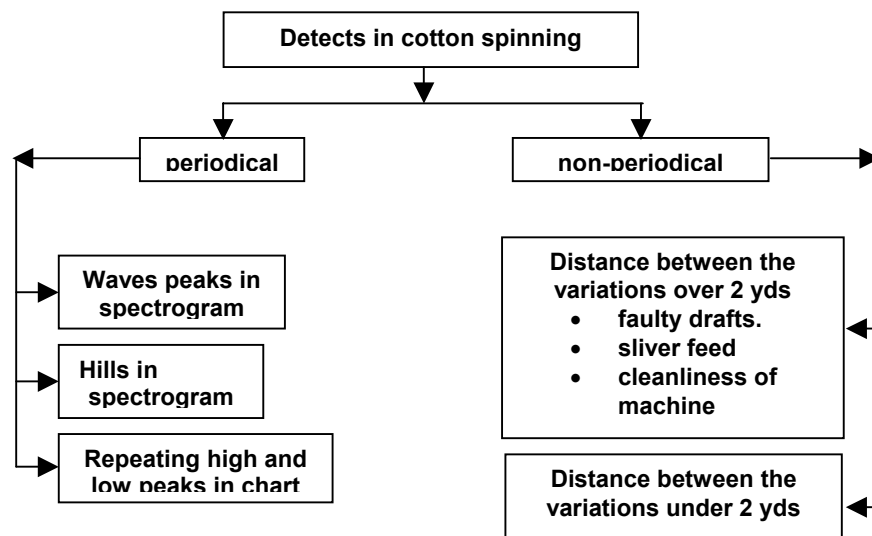 Detects in cotton spinning
periodical
non-periodical
Waves peaks in
spectrogram
Hills in
spectrogram
Repeating high and
low peaks in chart
Distance between the
variations over 2 yds
• faulty drafts.
• sliver feed
• cleanliness of
machine
Distance between the
variations under 2 yds